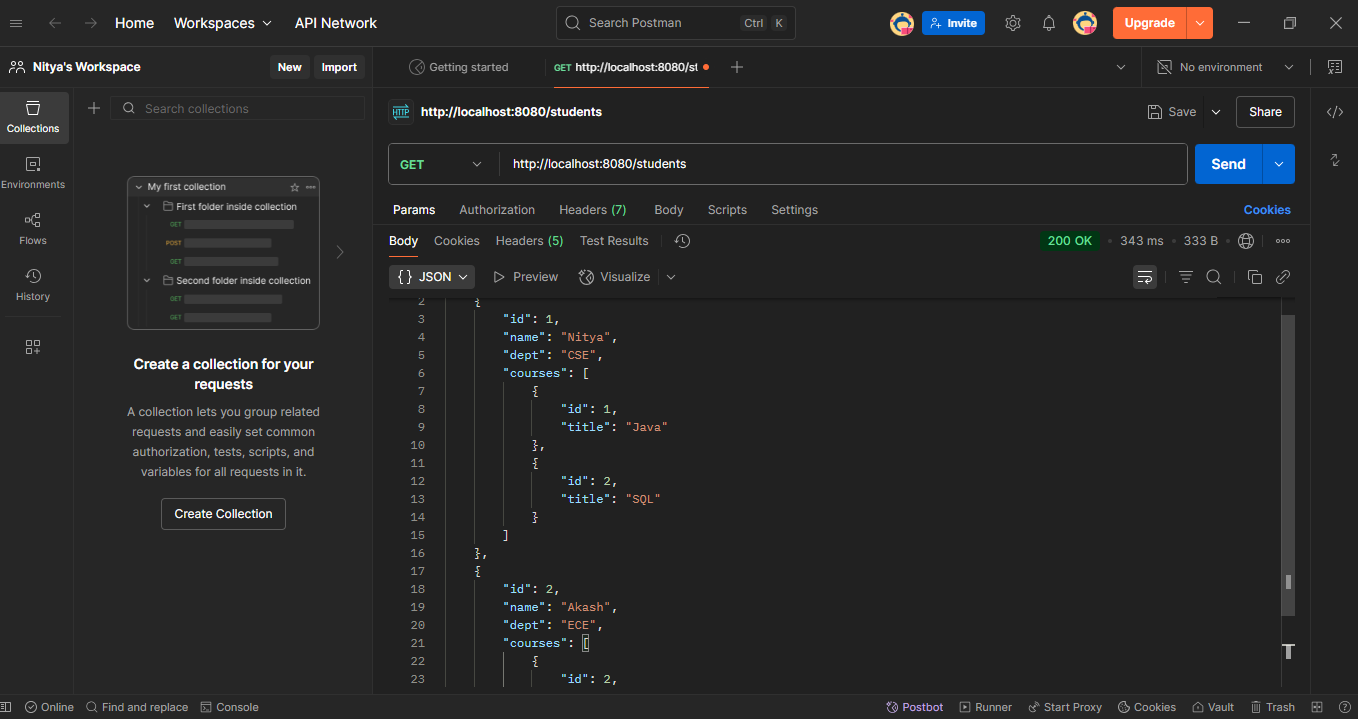 Home Workspaces API Network Search Postman Ctrl K Invite Upgrade
Nitya's Workspace New Import Getting started GET http://localhost:8080/st No environment
Collections
Environments
Flows
History
Search collections
My first collection
First folder inside collection
GET
POST
GET
Second folder inside collection
GET
GET
Create a collection for your
requests
A collection lets you group related
requests and easily set common
authorization, tests, scripts, and
variables for all requests in it.
Create Collection
HTTP http://localhost:8080/students Save Share
GET http://localhost:8080/students Send
Params Authorization Headers (7) Body Scripts Settings Cookies
Body Cookies Headers (5) Test Results 200 OK • 343 ms • 333 B •
{} JSON Preview Visualize
2 {
3 "id": 1,
4 "name": "Nitya",
5 "dept": "CSE",
6 "courses": [
7 {
8 "id": 1,
9 "title": "Java"
10 },
11 {
12 "id": 2,
13 "title": "SQL"
14 }
15 ]
16 },
17 {
18 "id": 2,
19 "name": "Akash",
20 "dept": "ECE",
21 "courses": [
22 {
23 "id": 2,
Online Find and replace Console Postbot Runner Start Proxy Cookies Vault Trash